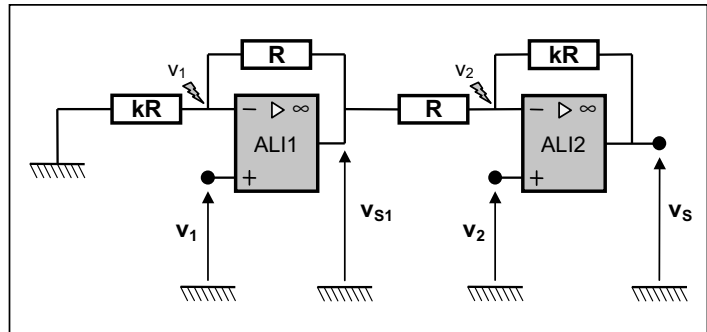 R
kR
v1
v2
kR
R
− ▷ ∞
− ▷ ∞
ALI1
ALI2
+
+
v1
vS1
v2
vS